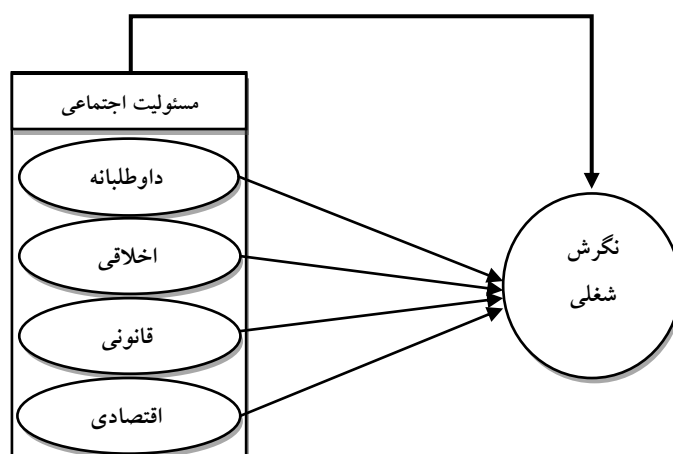 مسئولیت اجتماعی
داوطلبانه
اخلاقی
قانونی
اقتصادی
نگرش
شغلی